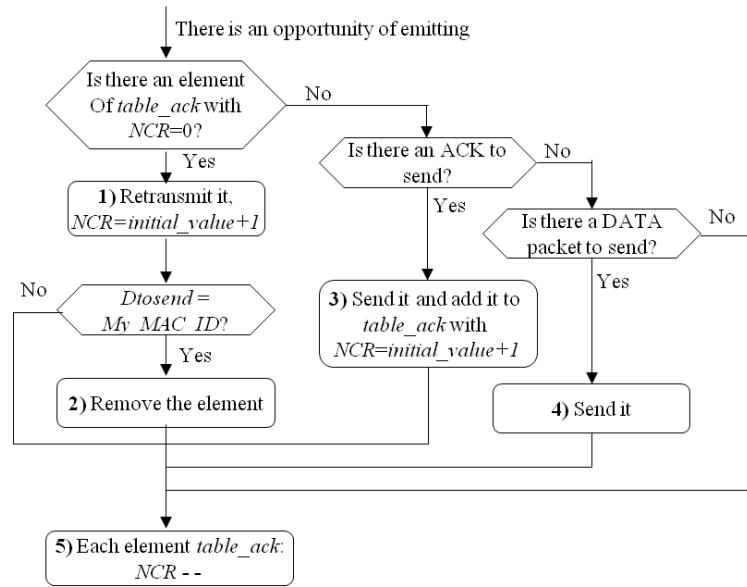 There is an opportunity of emitting
Is there an element
Of table_ack with
NCR=0?
No
Yes
Is there an ACK to
send?
No
1) Retransmit it,
NCR=initial_value+1
Yes
Is there a DATA
packet to send?
No
No
Dtosend =
My_MAC_ID?
Yes
3) Send it and add it to
table_ack with
NCR=initial_value+1
Yes
2) Remove the element
4) Send it
5) Each element table_ack:
NCR - -